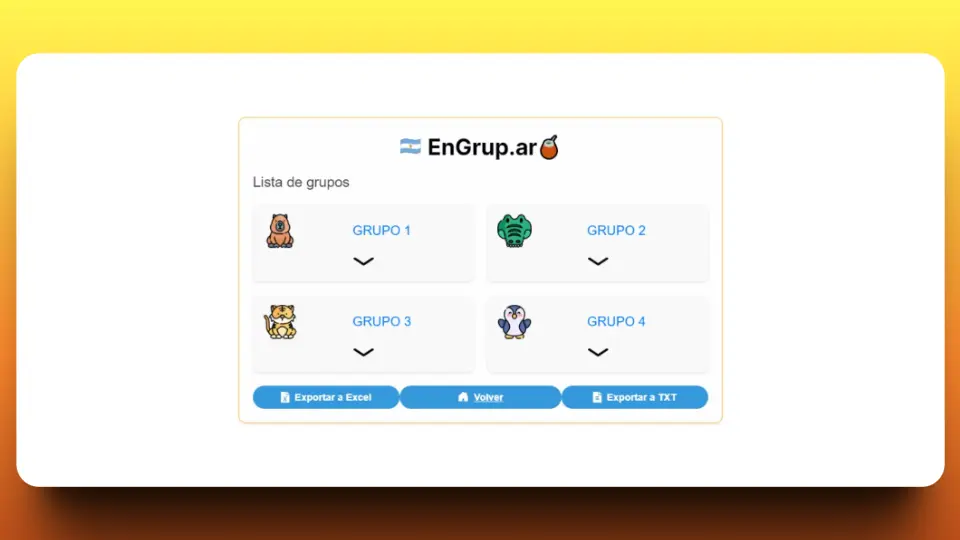 EnGrup.ar
Lista de grupos
GRUPO 1
GRUPO 2
GRUPO 3
GRUPO 4
Exportar a Excel
Volver
Exportar a TXT